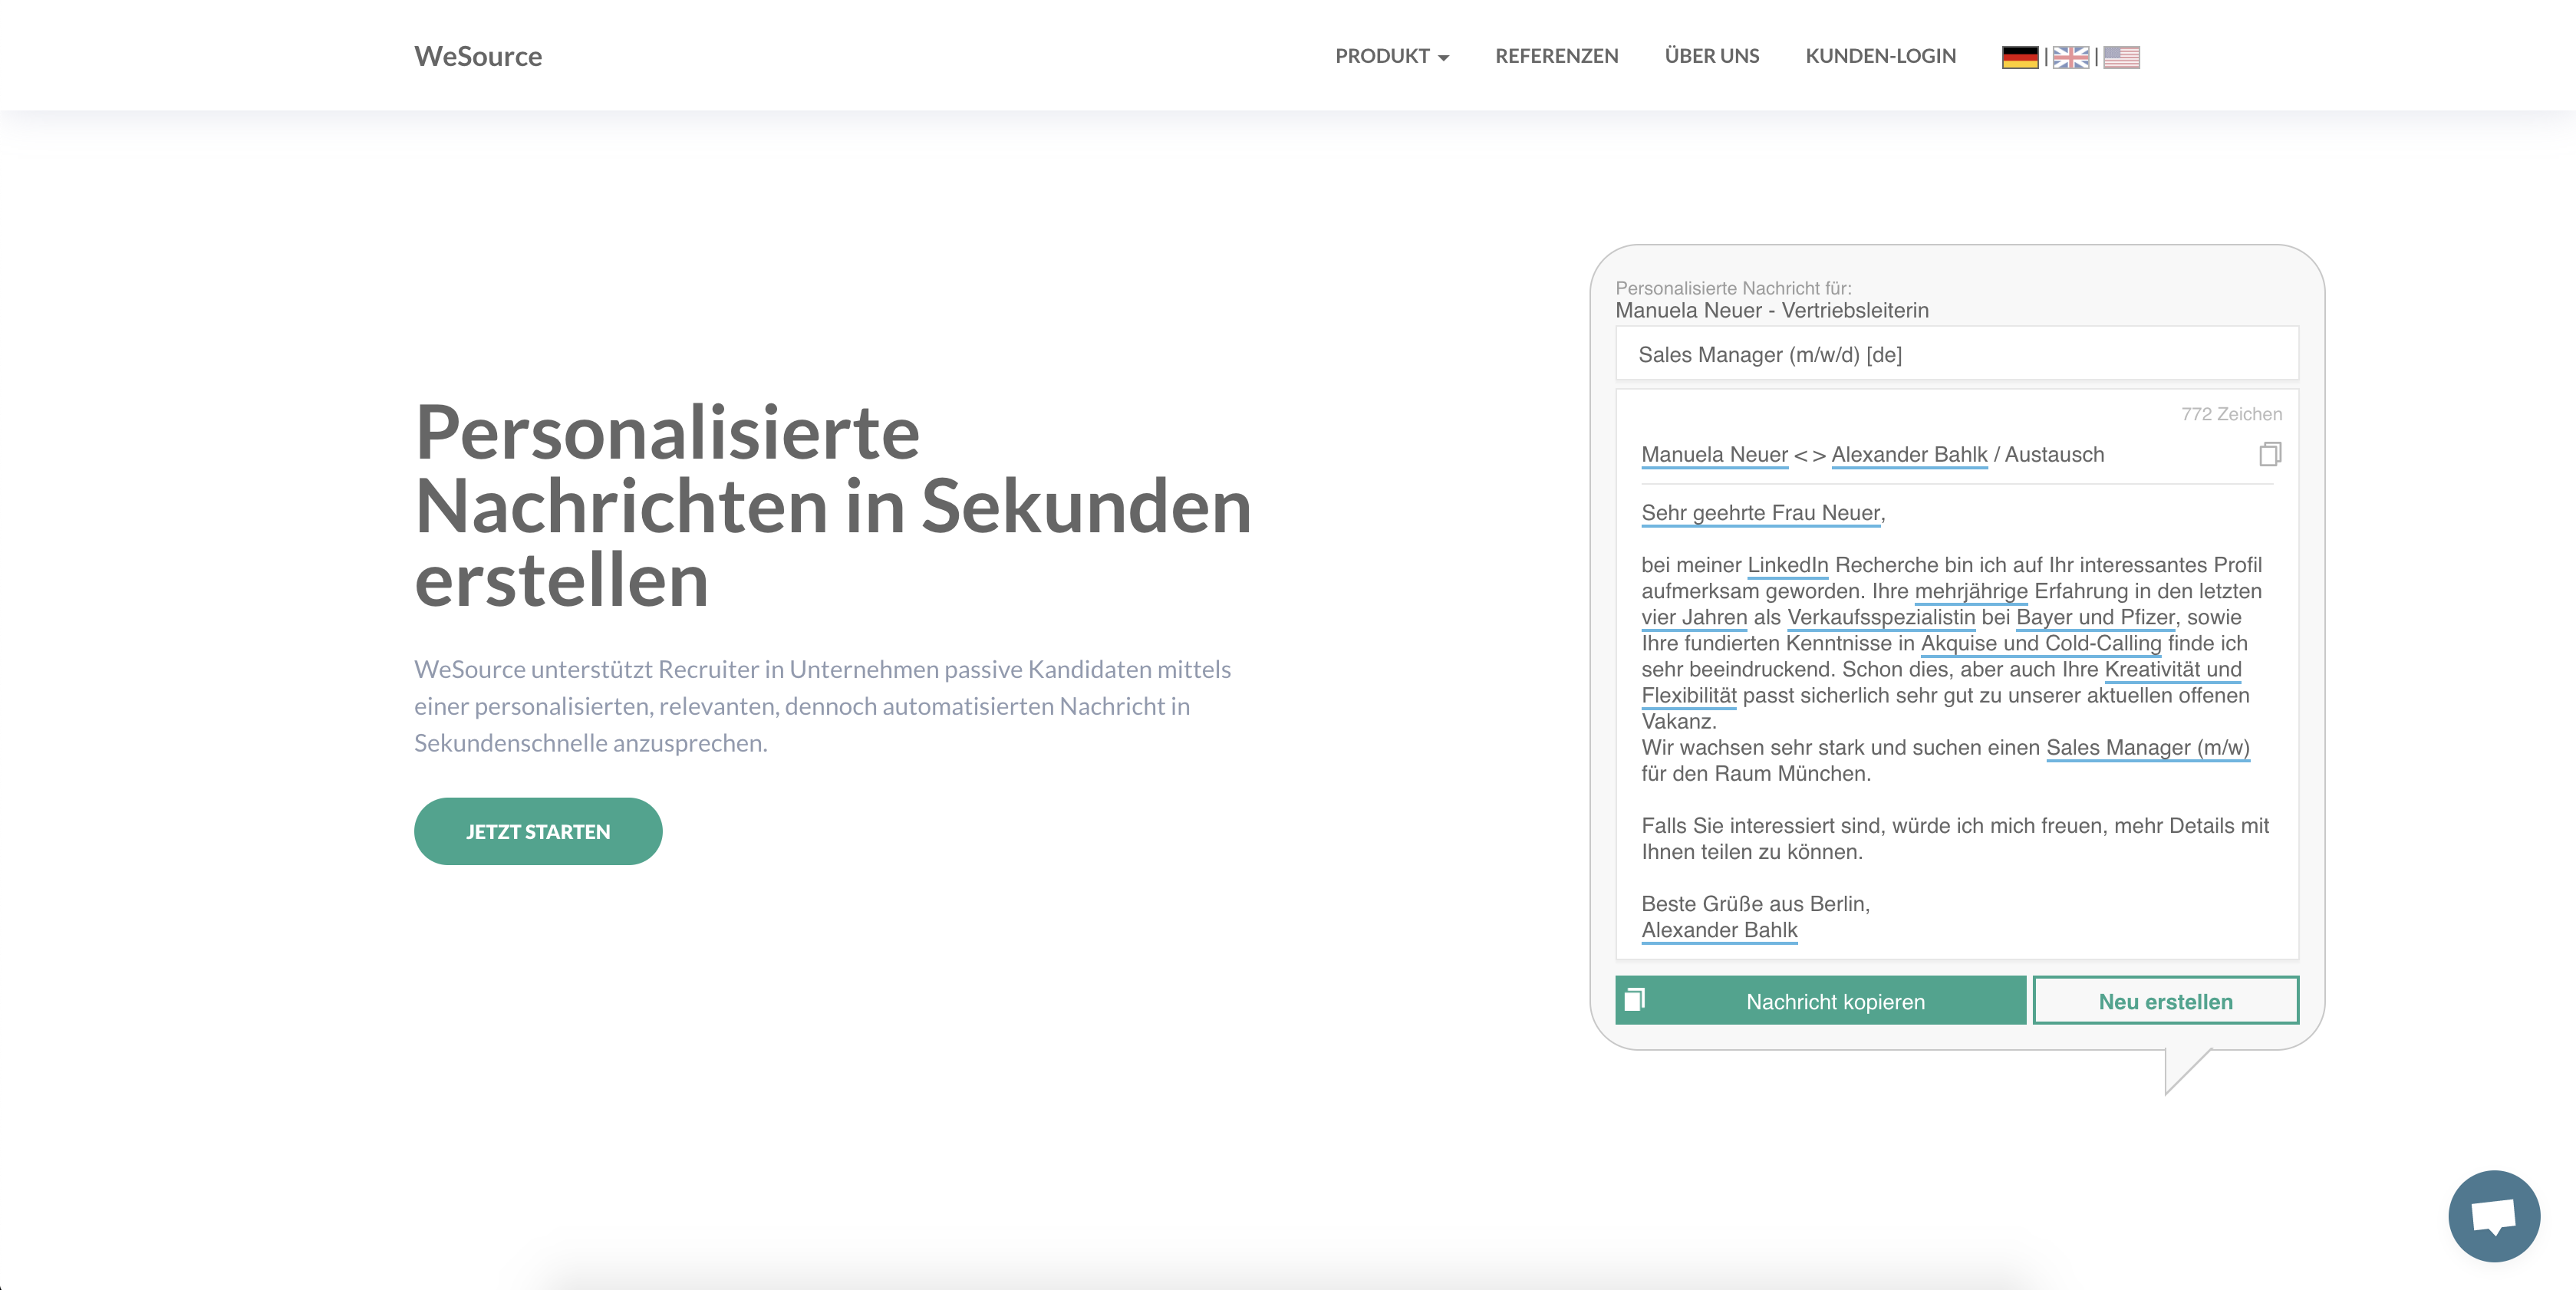 WeSource
PRODUKT
REFERENZEN
ÜBER UNS
KUNDEN-LOGIN
| |
Personalisierte
Nachrichten in Sekunden
erstellen
WeSource unterstützt Recruiter in Unternehmen passive Kandidaten mittels
einer personalisierten, relevanten, dennoch automatisierten Nachricht in
Sekundenschnelle anzusprechen.
JETZT STARTEN
Personalisierte Nachricht für:
Manuela Neuer - Vertriebsleiterin
Sales Manager (m/w/d) [de]
772 Zeichen
Manuela Neuer < > Alexander Bahlk / Austausch
Sehr geehrte Frau Neuer,
bei meiner LinkedIn Recherche bin ich auf Ihr interessantes Profil
aufmerksam geworden. Ihre mehrjährige Erfahrung in den letzten
vier Jahren als Verkaufsspezialistin bei Bayer und Pfizer, sowie
Ihre fundierten Kenntnisse in Akquise und Cold-Calling finde ich
sehr beeindruckend. Schon dies, aber auch Ihre Kreativität und
Flexibilität passt sicherlich sehr gut zu unserer aktuellen offenen
Vakanz.
Wir wachsen sehr stark und suchen einen Sales Manager (m/w)
für den Raum München.
Falls Sie interessiert sind, würde ich mich freuen, mehr Details mit
Ihnen teilen zu können.
Beste Grüße aus Berlin,
Alexander Bahlk
Nachricht kopieren
Neu erstellen